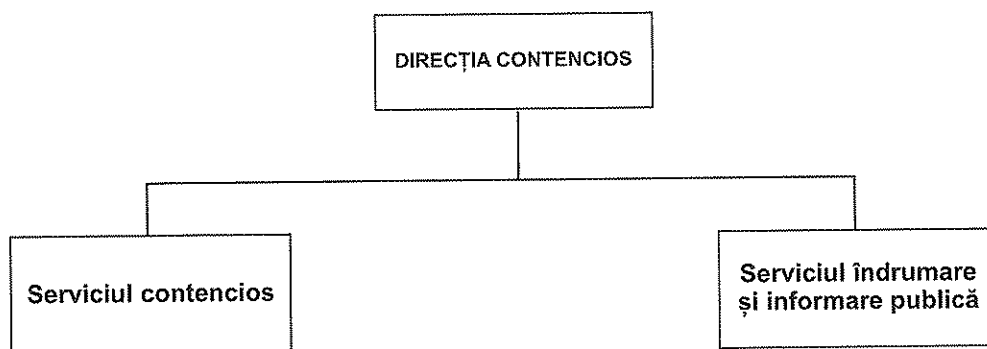 DIRECȚIA CONTENCIOS
Serviciul contencios
Serviciul îndrumare
și informare publică